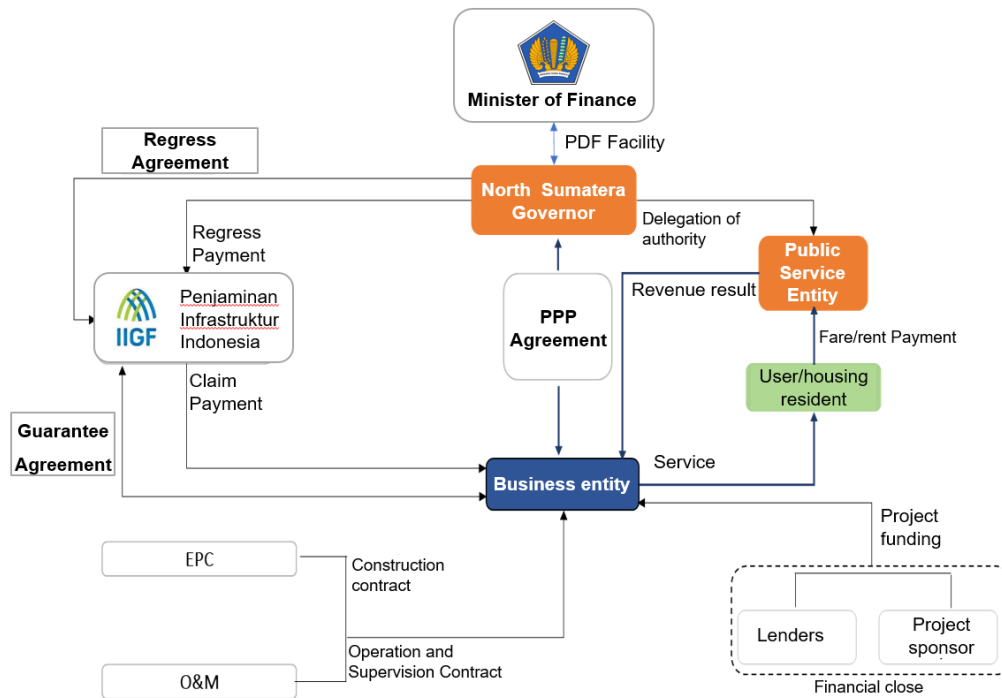 Minister of Finance
PDF Facility
Regress
Agreement
North Sumatera
Governor
Delegation of
authority
Public
Service
Entity
Regress
Payment
Revenue result
IIGF
Penjaminan
Infrastruktur
Indonesia
PPP
Agreement
Fare/rent Payment
User/housing
resident
Claim
Payment
Guarantee
Agreement
Service
Business entity
Project
funding
EPC
Construction
contract
Lenders
Project
sponsor
Operation and
Supervision Contract
O&M
Financial close